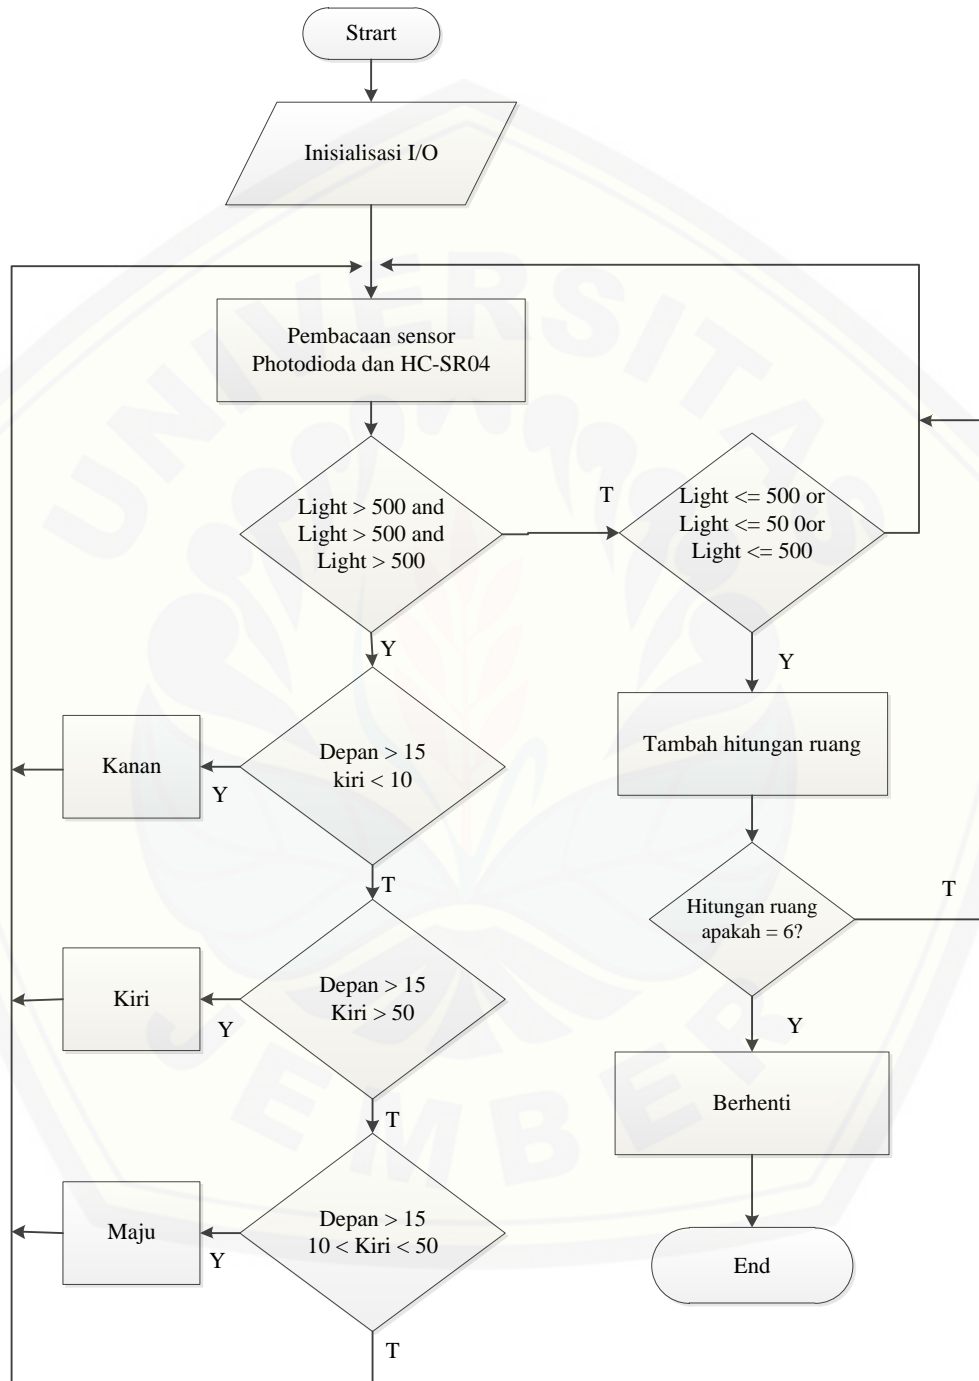 Strart
Inisialisasi I/O
Pembacaan sensor
Photodioda dan HC-SR04
Light > 500 and
Light > 500 and
Light > 500
T
Light <= 500 or
Light <= 50 0or
Light <= 500
Y
Y
Depan > 15
kiri < 10
Y
Kanan
Tambah hitungan ruang
T
Hitungan ruang
apakah = 6?
T
Depan > 15
Kiri > 50
Y
Kiri
Y
T
Berhenti
Depan > 15
10 < Kiri < 50
Y
Maju
End
T
UNIVERSITAS
JEMBER